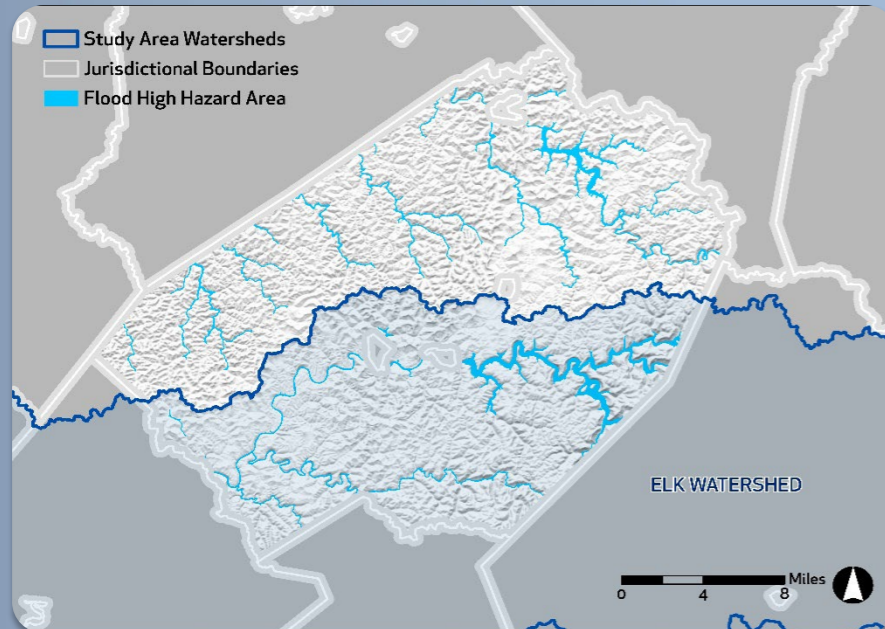 Study Area Watersheds
Jurisdictional Boundaries
Flood High Hazard Area
ELK WATERSHED
Miles
0 4 8